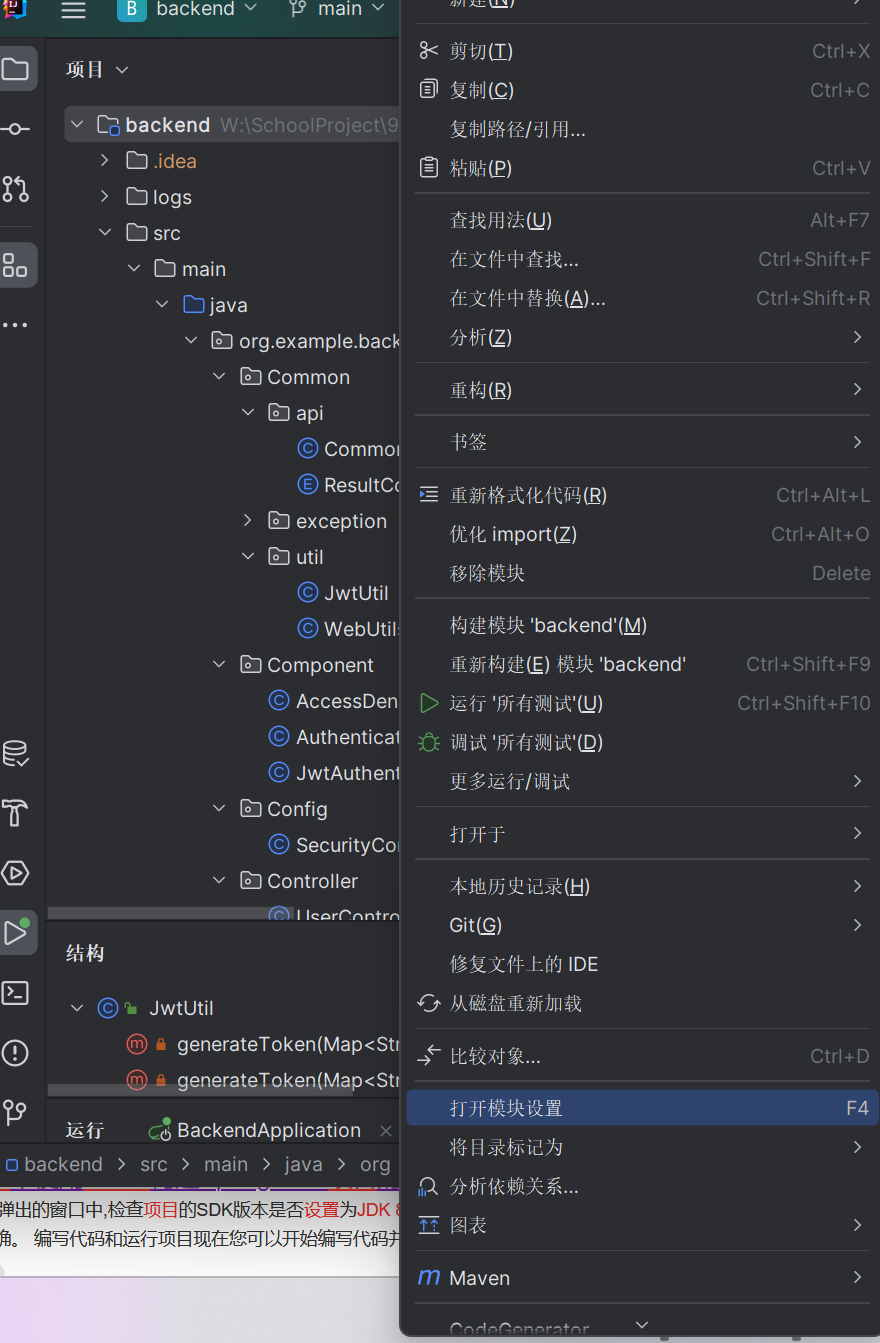 B backend main
项目
backend W:\SchoolProject\9
.idea
logs
src
main
java
org.example.back
Common
api
C Commo
E ResultCo
exception
util
C JwtUtil
C WebUtils
Component
C AccessDen
C Authenticat
C JwtAuthent
Config
C SecurityCo
Controller
C UserContro
结构
C JwtUtil
m generateToken(Map<Str
m generateToken(Map<Str
运行 BackendApplication ×
backend > src > main > java > org
弹出的窗口中,检查项目的SDK版本是否设置为JDK 8
确。 编写代码和运行项目现在您可以开始编写代码并
新建(N)
剪切(T) Ctrl+X
复制(C) Ctrl+C
复制路径/引用...
粘贴(P) Ctrl+V
查找用法(U) Alt+F7
在文件中查找... Ctrl+Shift+F
在文件中替换(A)... Ctrl+Shift+R
分析(Z)
重构(R)
书签
重新格式化代码(R) Ctrl+Alt+L
优化 import(Z) Ctrl+Alt+O
移除模块 Delete
构建模块 'backend'(M)
重新构建(E) 模块 'backend' Ctrl+Shift+F9
运行 '所有测试'(U) Ctrl+Shift+F10
调试 '所有测试'(D)
更多运行/调试
打开于
本地历史记录(H)
Git(G)
修复文件上的 IDE
从磁盘重新加载
比较对象... Ctrl+D
打开模块设置 F4
将目录标记为
分析依赖关系...
图表
m Maven
CodeGenerator